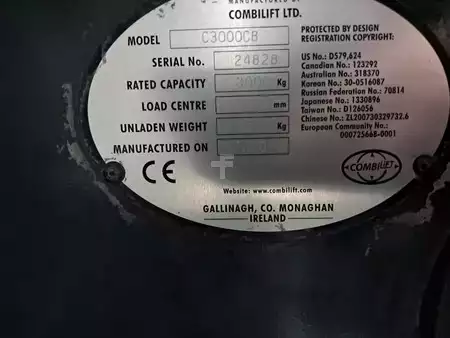 MANUFACTURED BY
COMBILIFT LTD.
MODEL C3000CB
SERIAL No. 24828
RATED CAPACITY Kg
LOAD CENTRE mm
UNLADEN WEIGHT Kg
MANUFACTURED ON
CE
PROTECTED BY DESIGN
REGISTRATION COPYRIGHT:
US No.: D579,624
Canadian No.: 123292
Australian No.: 318370
Korean No.: 30-0516087
Russian Federation No.: 70814
Japanese No.: 1330896
Taiwan No.: D126056
Chinese No.: ZL200730329732.6
European Community No.:
000725668-0001
COMBILIFT
Website: www.combilift.com
GALLINAGH, CO. MONAGHAN
IRELAND